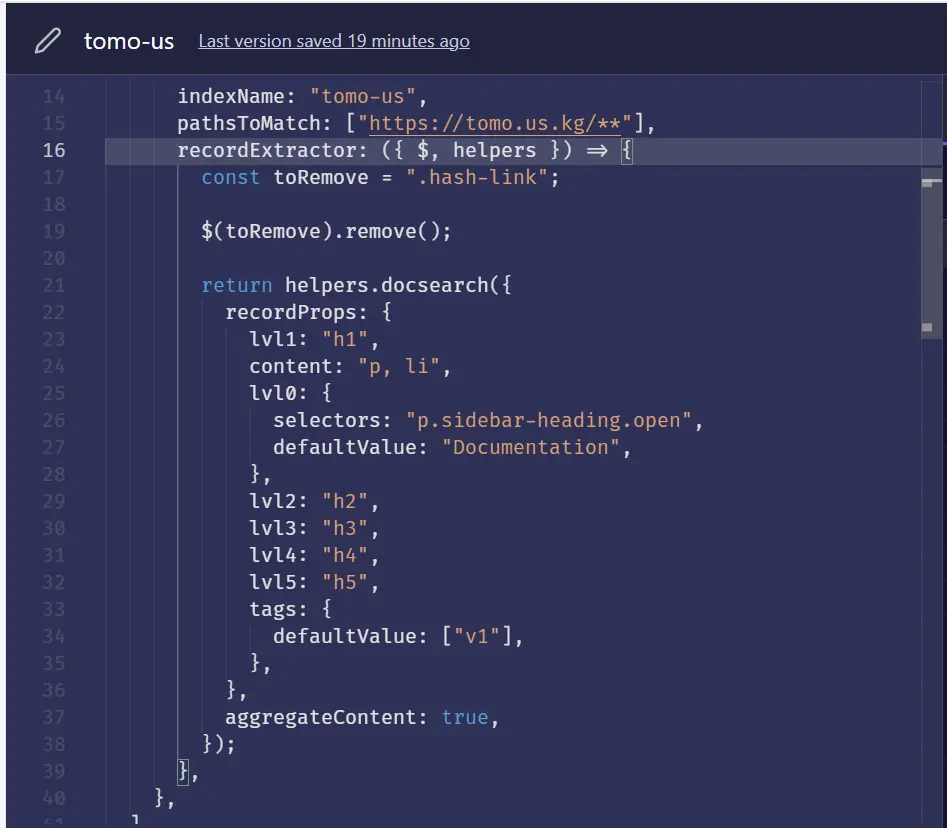 tomo-us Last version saved 19 minutes ago
14 indexName: "tomo-us",
15 pathsToMatch: ["https://tomo.us.kg/**"],
16 recordExtractor: ({ $, helpers }) => {
17 const toRemove = ".hash-link";
18
19 $(toRemove).remove();
20
21 return helpers.docsearch({
22 recordProps: {
23 lvl1: "h1",
24 content: "p, li",
25 lvl0: {
26 selectors: "p.sidebar-heading.open",
27 defaultValue: "Documentation",
28 },
29 lvl2: "h2",
30 lvl3: "h3",
31 lvl4: "h4",
32 lvl5: "h5",
33 tags: {
34 defaultValue: ["v1"],
35 },
36 },
37 aggregateContent: true,
38 });
39 },
40 },